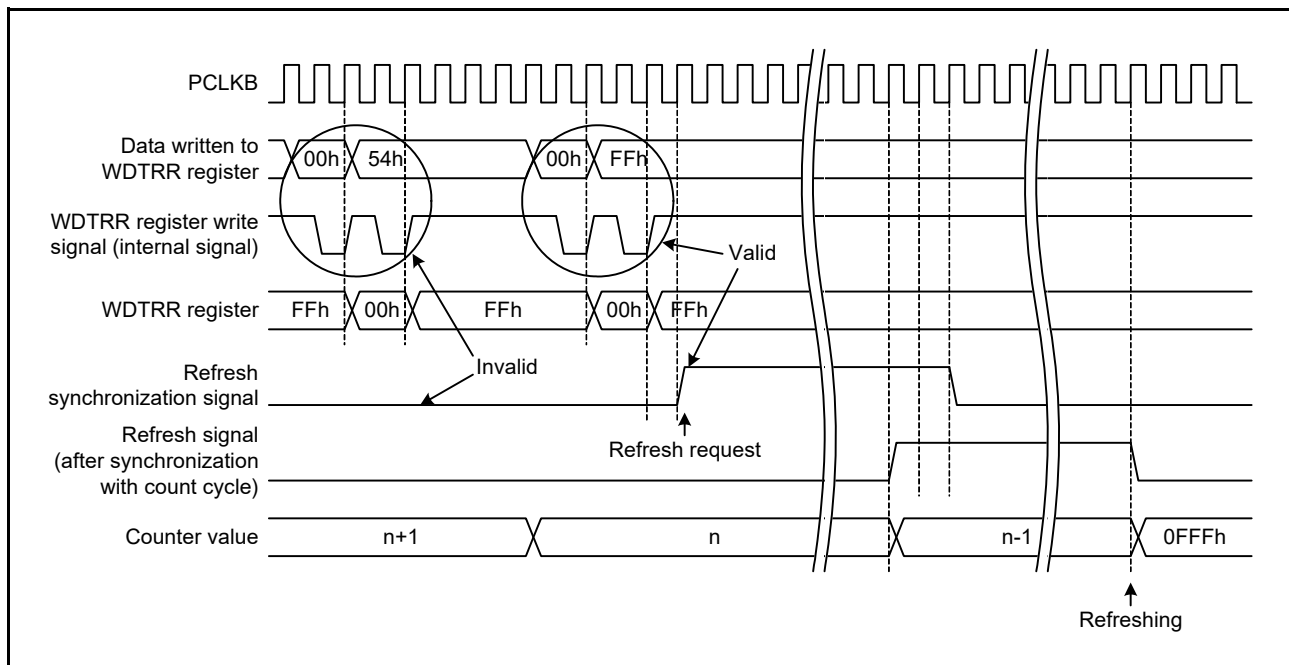 PCLKB
Data written to
WDTRR register
00h
54h
00h
FFh
WDTRR register write
signal (internal signal)
Valid
WDTRR register
FFh
00h
FFh
00h
FFh
Invalid
Refresh
synchronization signal
Refresh request
Refresh signal
(after synchronization
with count cycle)
Counter value
n+1
n
n-1
0FFFh
Refreshing